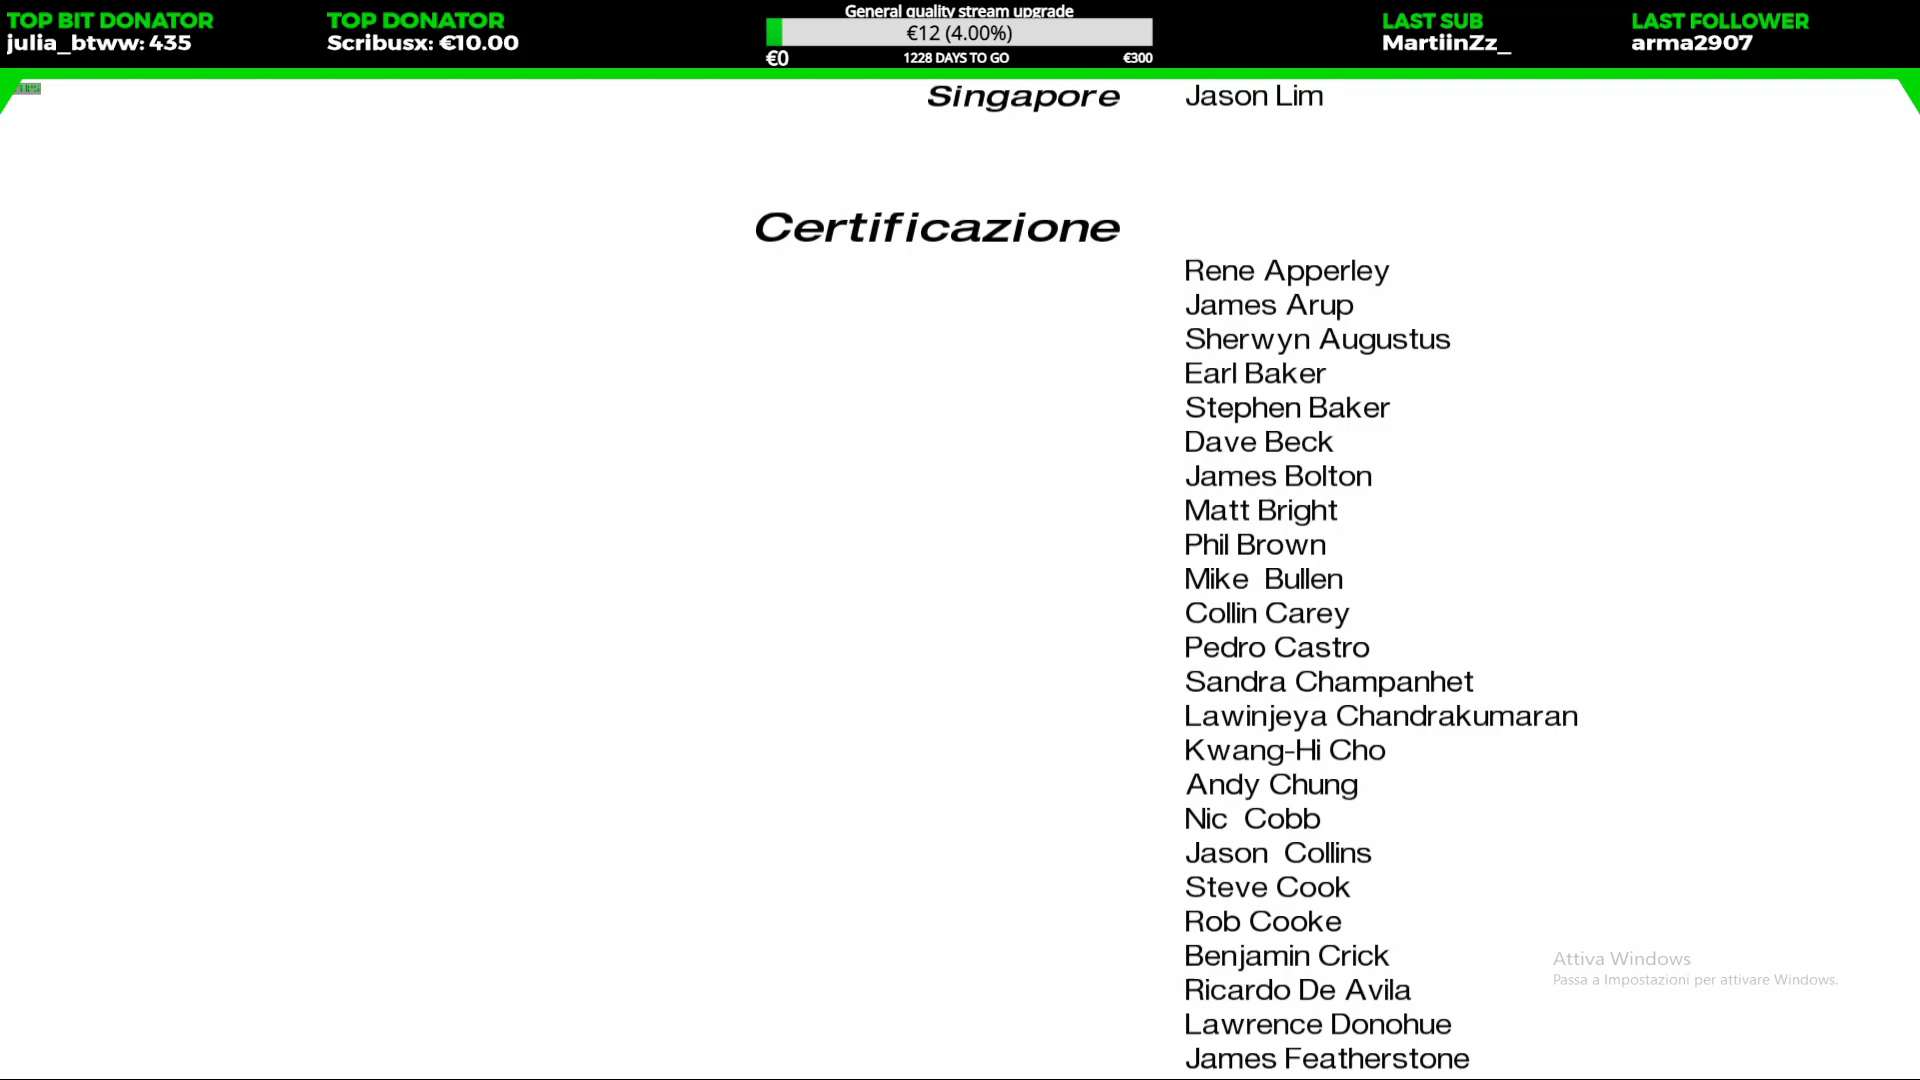 TOP BIT DONATOR
julia_btww: 435
TOP DONATOR
Scribusx: €10.00
General quality stream upgrade
€12 (4.00%)
€0
1228 DAYS TO GO
€300
LAST SUB
MartiinZz_
LAST FOLLOWER
arma2907
Singapore Jason Lim
Certificazione
Rene Apperley
James Arup
Sherwyn Augustus
Earl Baker
Stephen Baker
Dave Beck
James Bolton
Matt Bright
Phil Brown
Mike Bullen
Collin Carey
Pedro Castro
Sandra Champanhet
Lawinjeya Chandrakumaran
Kwang-Hi Cho
Andy Chung
Nic Cobb
Jason Collins
Steve Cook
Rob Cooke
Benjamin Crick
Ricardo De Avila
Lawrence Donohue
James Featherstone
Attiva Windows
Passa a Impostazioni per attivare Windows.